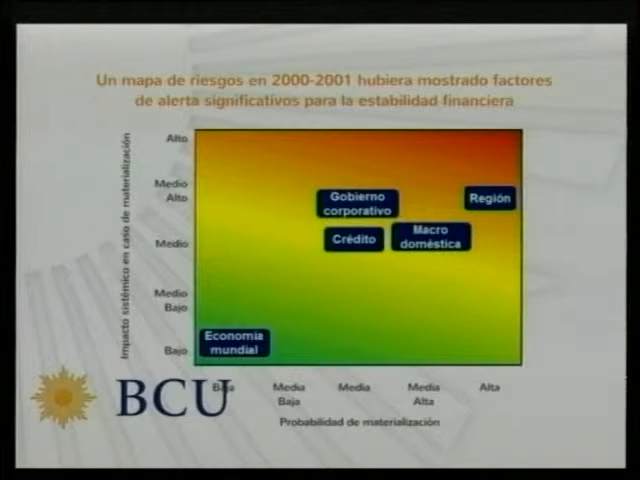 Un mapa de riesgos en 2000-2001 hubiera mostrado factores
de alerta significativos para la estabilidad financiera
Impacto sistémico en caso de materialización
Alto
Medio
Alto
Medio
Medio
Bajo
Bajo
Gobierno
corporativo
Región
Crédito
Macro
doméstica
Economía
mundial
Baja
Media
Baja
Media
Media
Alta
Alta
Probabilidad de materialización
BCU